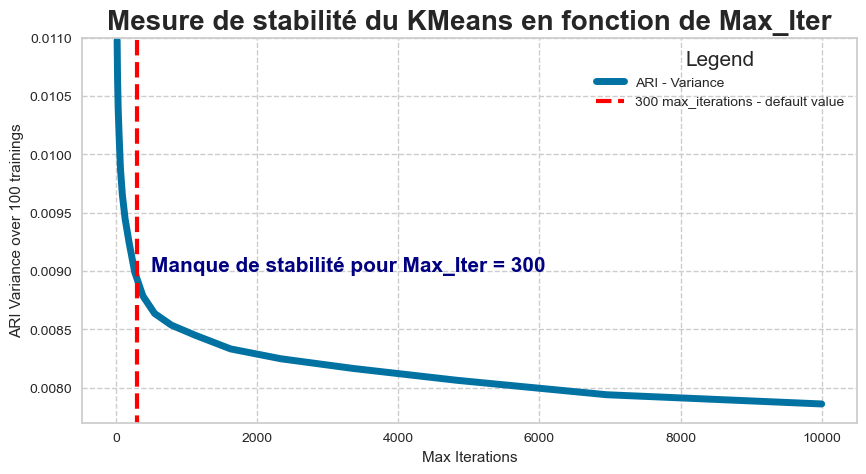 Mesure de stabilité du KMeans en fonction de Max_Iter
0.0110
0.0105
0.0100
0.0095
0.0090
0.0085
0.0080
ARI Variance over 100 trainings
Legend
ARI - Variance
300 max_iterations - default value
Manque de stabilité pour Max_Iter = 300
0
2000
4000
6000
8000
10000
Max Iterations